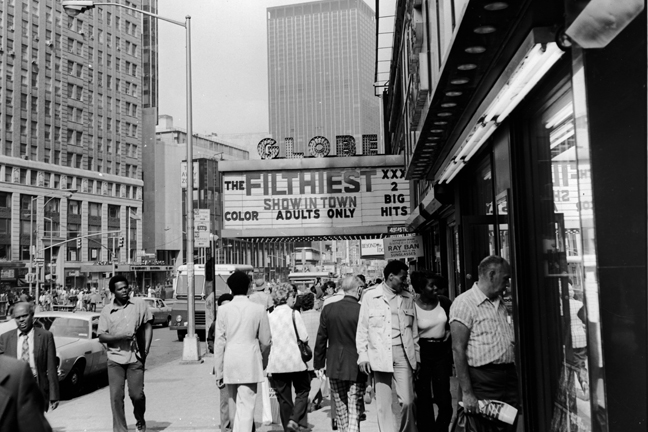 GLOBE
THE FILTHIEST XXX
SHOW IN TOWN 2
BIG
COLOR ADULTS ONLY HITS
RAY BAN